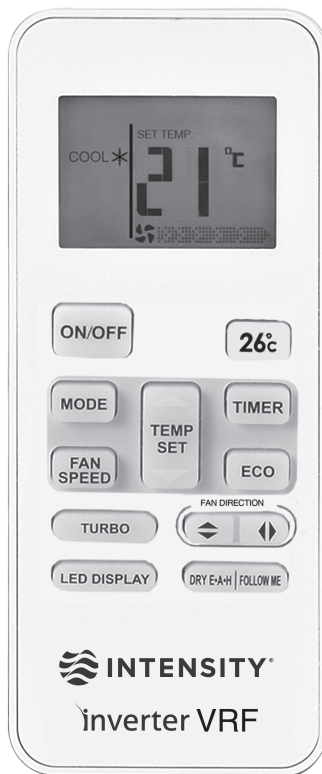 SET TEMP.
COOL 21 °C
ON/OFF
26°C
MODE
TIMER
TEMP
SET
FAN
SPEED
ECO
FAN DIRECTION
TURBO
LED DISPLAY
DRY E•A•H | FOLLOW ME
INTENSITY®
inverter VRF